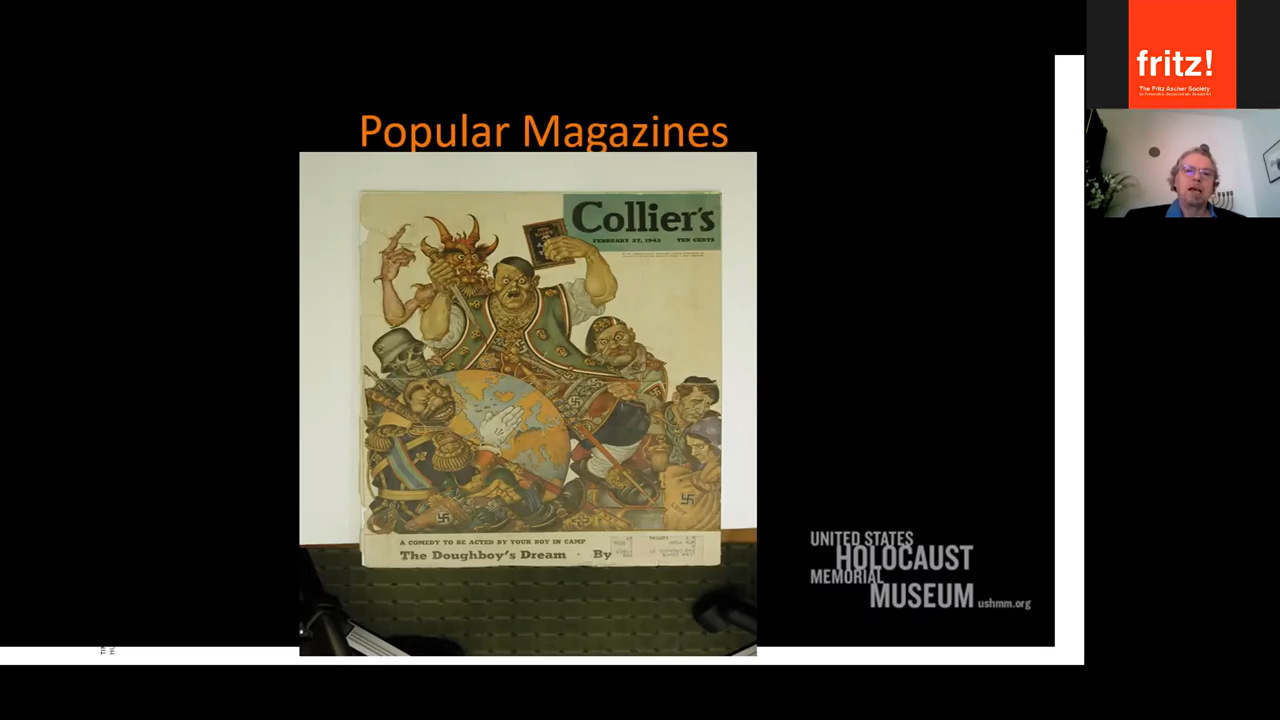 Popular Magazines
Collier's
FEBRUARY 27, 1942 TEN CENTS
A COMEDY TO BE ACTED BY YOUR BOY IN CAMP
The Doughboy's Dream · By
UNITED STATES
HOLOCAUST
MEMORIAL
MUSEUM ushmm.org
fritz!
The Fritz Ascher Society